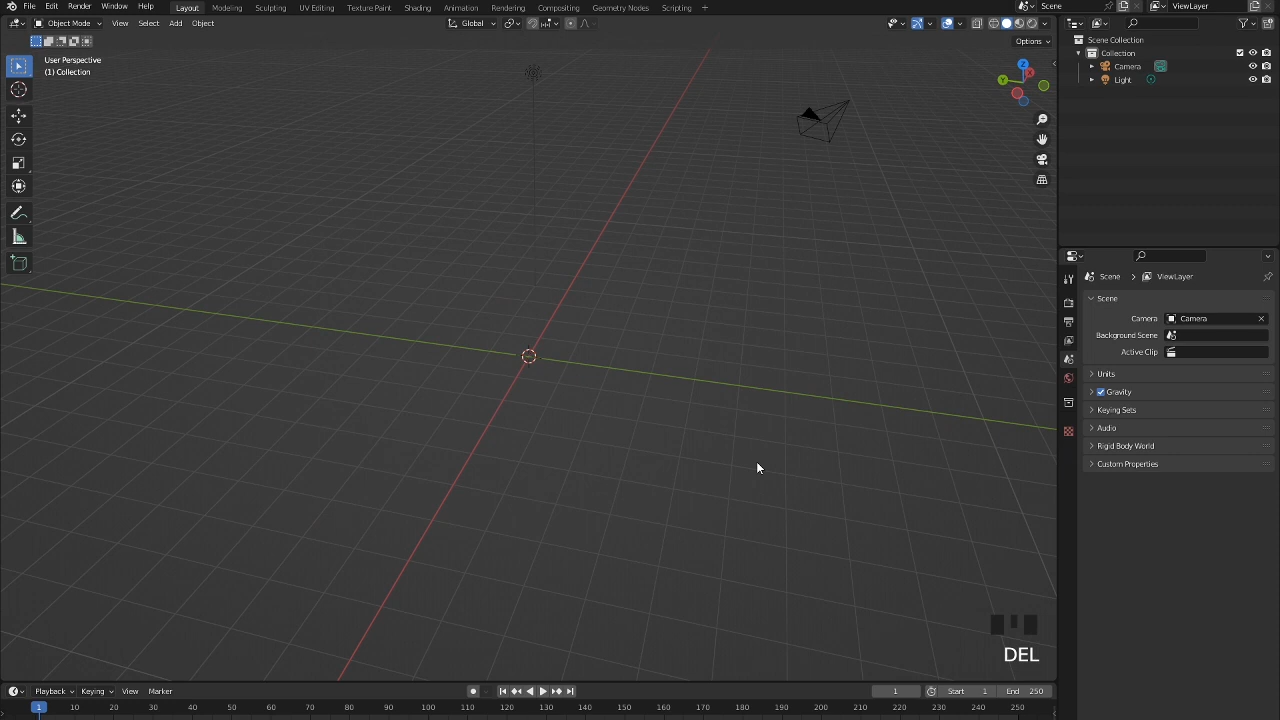 File Edit Render Window Help Layout Modeling Sculpting UV Editing Texture Paint Shading Animation Rendering Compositing Geometry Nodes Scripting + Scene ViewLayer
Object Mode View Select Add Object Global
Options
User Perspective
(1) Collection
Z
Y
X
Scene Collection
Collection
Camera
Light
Scene > ViewLayer
Scene
Camera Camera
Background Scene
Active Clip
Units
Gravity
Keying Sets
Audio
Rigid Body World
Custom Properties
DEL
Playback Keying View Marker 1 Start 1 End 250
1 10 20 30 40 50 60 70 80 90 100 110 120 130 140 150 160 170 180 190 200 210 220 230 240 250